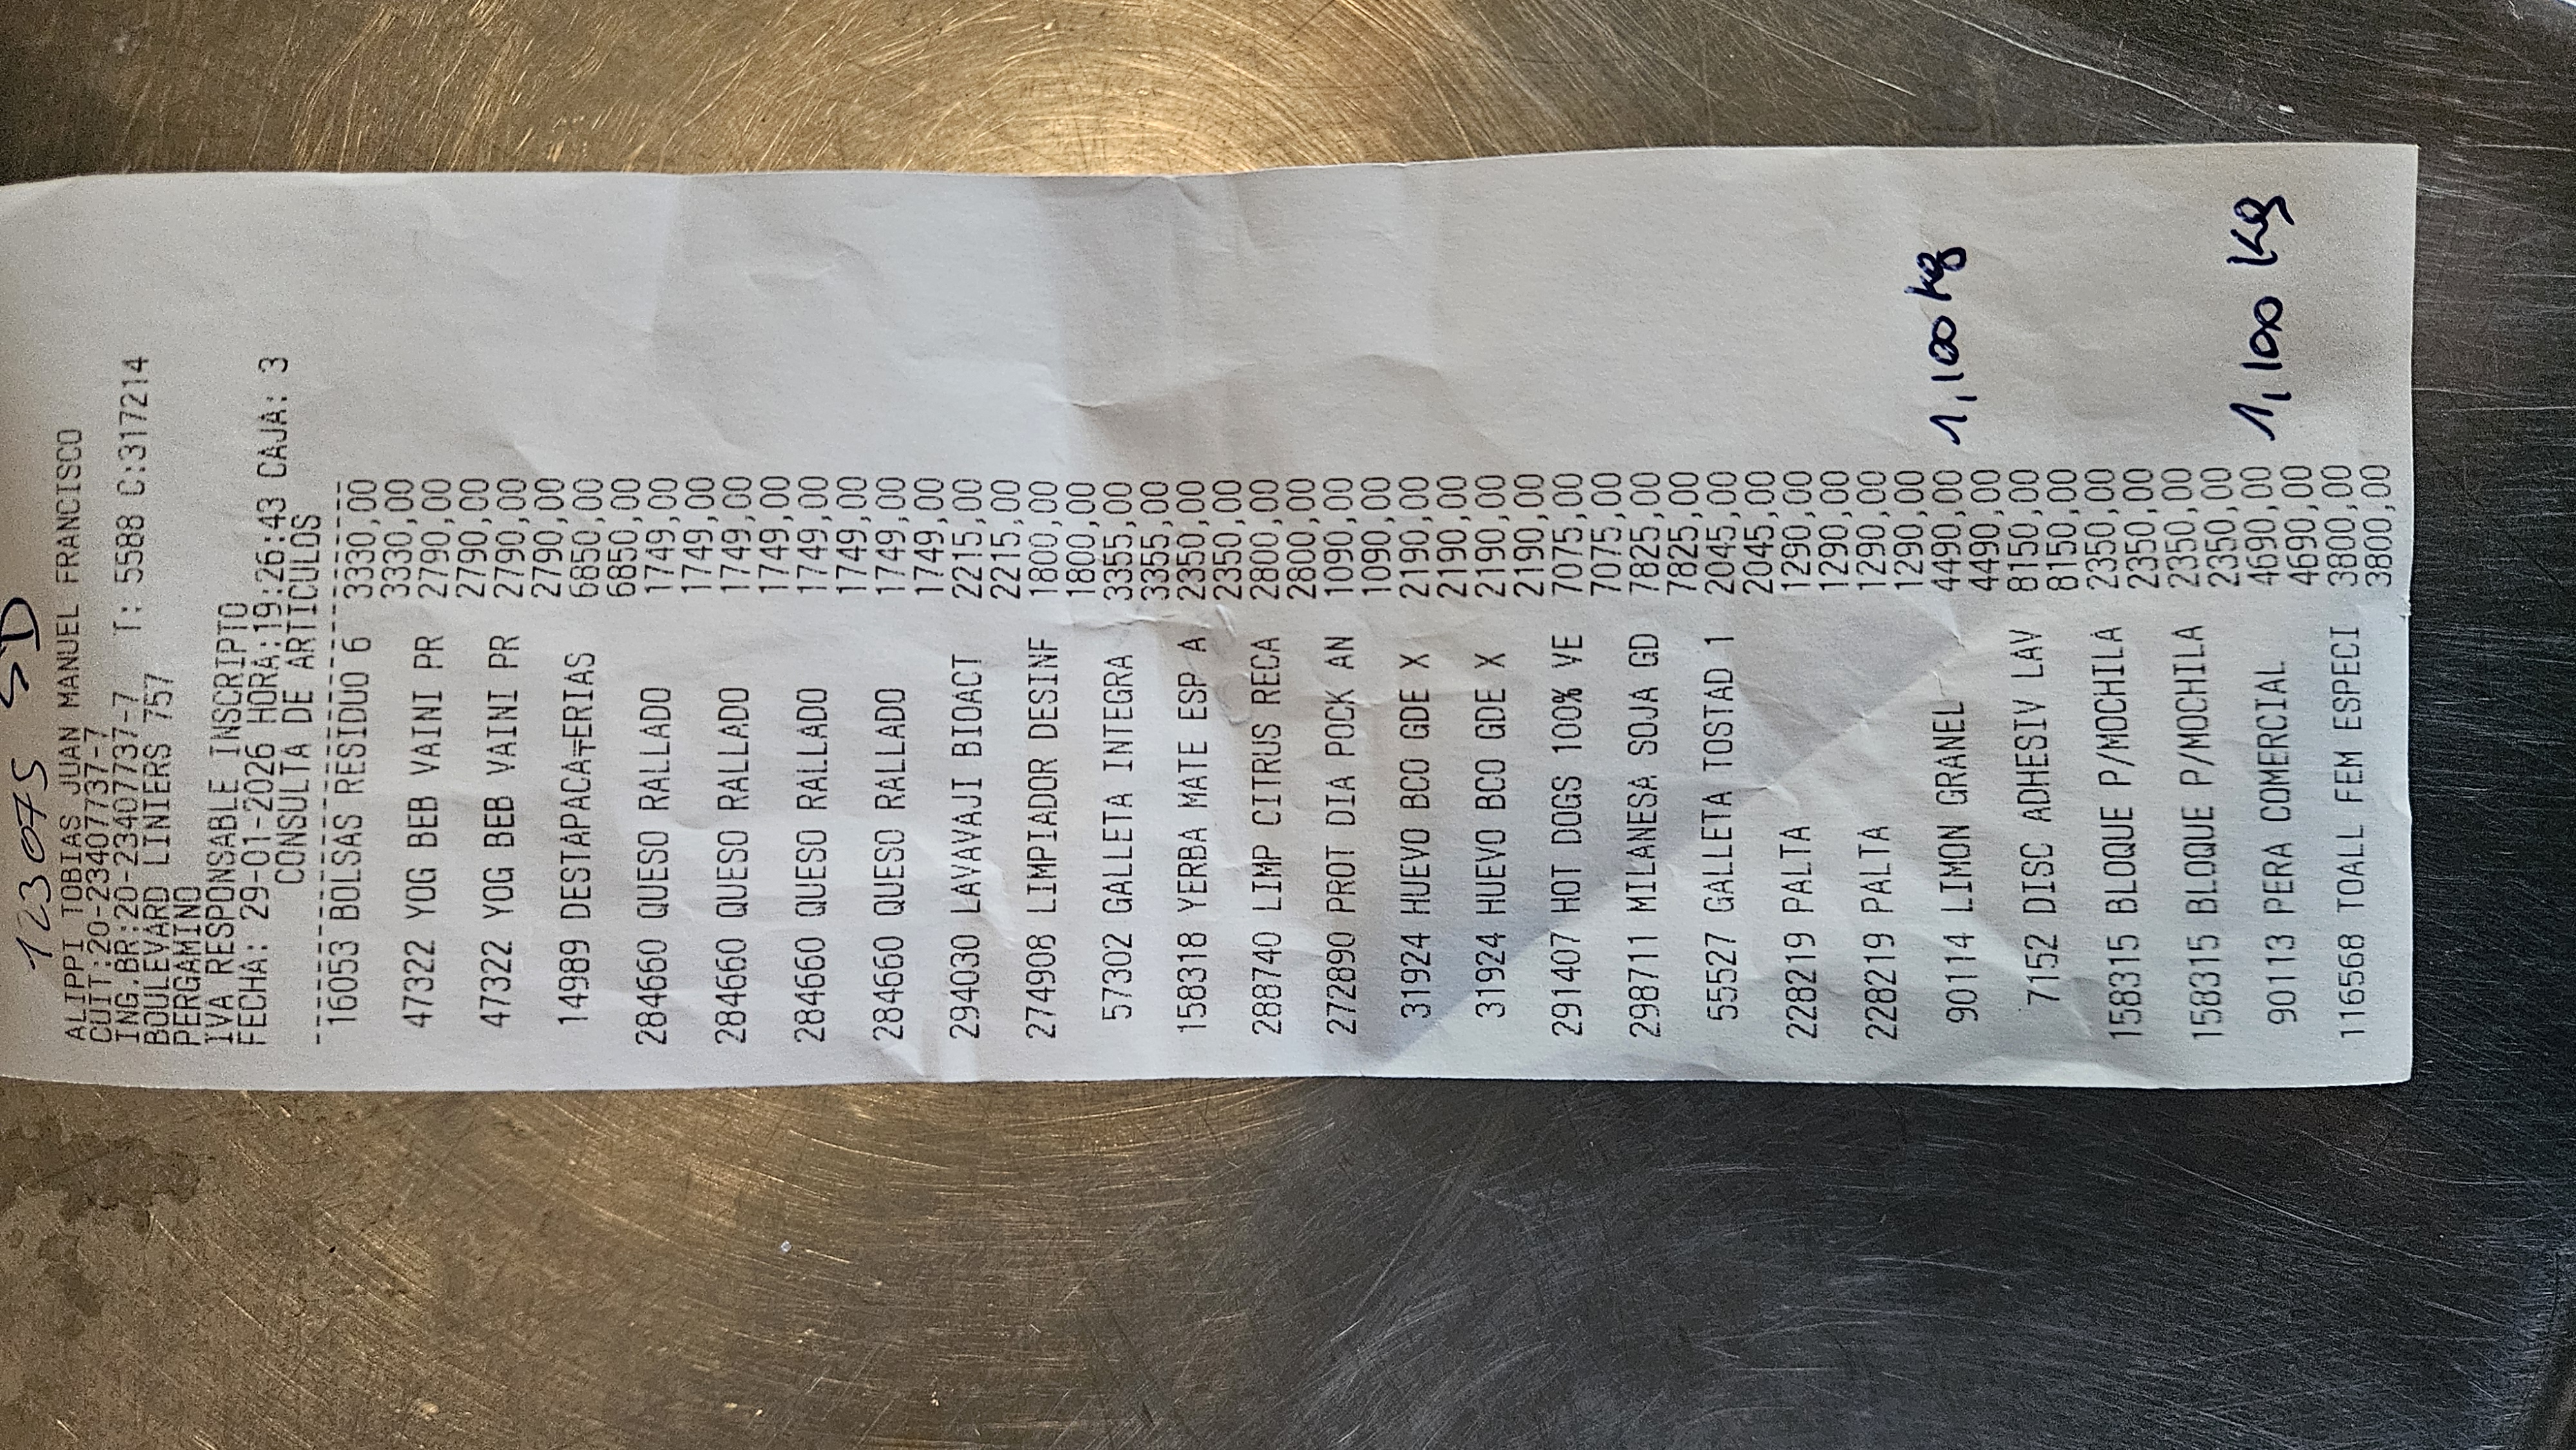 123075 SD
ALIPPI TOBIAS JUAN MANUEL FRANCISCO
CUIT:20-23407737-7
ING.BR:20-23407737-7 T: 5588 C:317214
BOULEVARD LINIERS 757
PERGAMINO
IVA RESPONSABLE INSCRIPTO
FECHA: 29-01-2026 HORA:19:26:43 CAJA: 3
CONSULTA DE ARTICULOS
----------------------------------------
16053 BOLSAS RESIDUO 6 3330,00
3330,00
47322 YOG BEB VAINI PR 2790,00
2790,00
47322 YOG BEB VAINI PR 2790,00
2790,00
14989 DESTAPACA╤ERIAS 6850,00
6850,00
284660 QUESO RALLADO 1749,00
1749,00
284660 QUESO RALLADO 1749,00
1749,00
284660 QUESO RALLADO 1749,00
1749,00
284660 QUESO RALLADO 1749,00
1749,00
294030 LAVAVAJI BIOACT 2215,00
2215,00
274908 LIMPIADOR DESINF 1800,00
1800,00
57302 GALLETA INTEGRA 3355,00
3355,00
158318 YERBA MATE ESP A 2350,00
2350,00
288740 LIMP CITRUS RECA 2800,00
2800,00
272890 PROT DIA POCK AN 1090,00
1090,00
31924 HUEVO BCO GDE X 2190,00
2190,00
31924 HUEVO BCO GDE X 2190,00
2190,00
291407 HOT DOGS 100% VE 7075,00
7075,00
298711 MILANESA SOJA GD 7825,00
7825,00
55527 GALLETA TOSTAD 1 2045,00
2045,00
228219 PALTA 1290,00
1290,00
228219 PALTA 1290,00
1290,00
90114 LIMON GRANEL 4490,00 1,100 kg
4490,00
7152 DISC ADHESIV LAV 8150,00
8150,00
158315 BLOQUE P/MOCHILA 2350,00
2350,00
158315 BLOQUE P/MOCHILA 2350,00
2350,00
90113 PERA COMERCIAL 4690,00 1,100 kg
4690,00
116568 TOALL FEM ESPECI 3800,00
3800,00